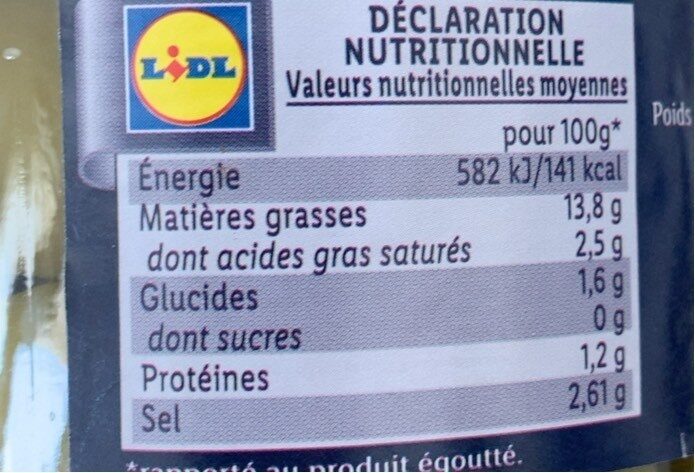 LIDL
DÉCLARATION
NUTRITIONNELLE
Valeurs nutritionnelles moyennes
Poids
pour 100g*
Énergie 582 kJ/141 kcal
Matières grasses 13,8 g
dont acides gras saturés 2,5 g
Glucides 1,6 g
dont sucres 0 g
Protéines 1,2 g
Sel 2,61 g
*rapporté au produit égoutté.